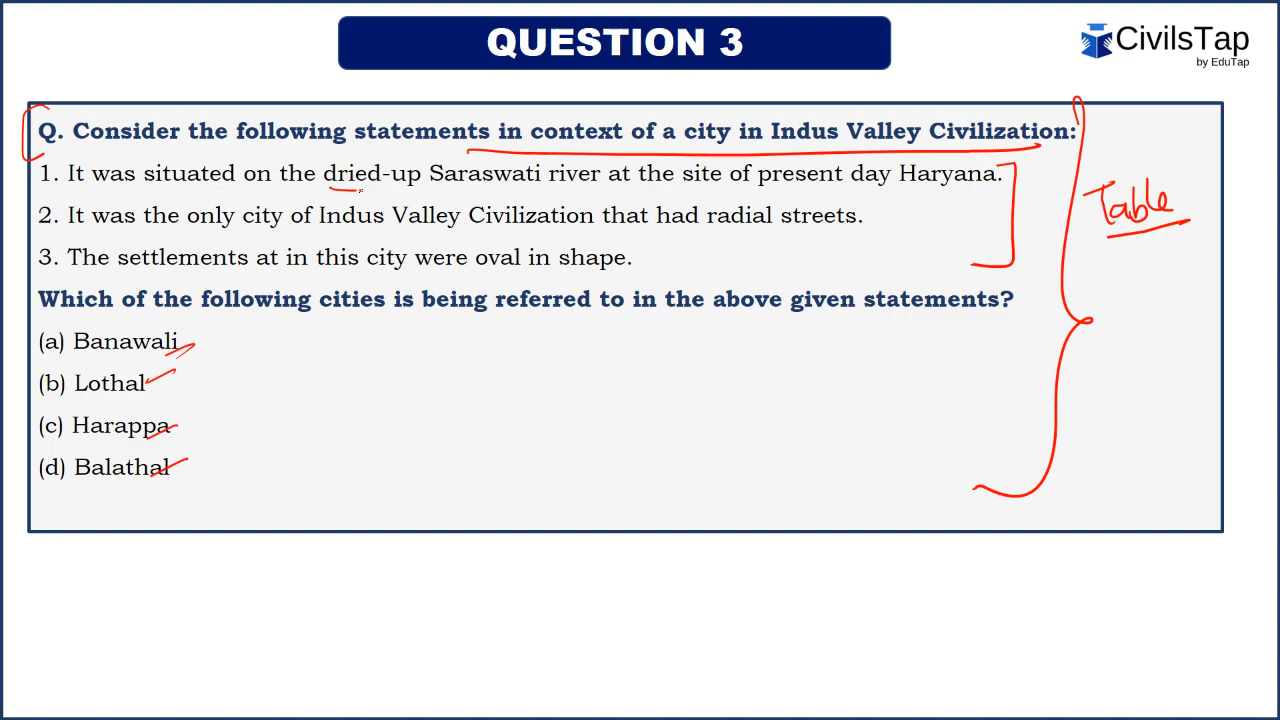 QUESTION 3
CivilsTap
by EduTap
Q. Consider the following statements in context of a city in Indus Valley Civilization:
1. It was situated on the dried-up Saraswati river at the site of present day Haryana.
2. It was the only city of Indus Valley Civilization that had radial streets.
3. The settlements at in this city were oval in shape.
Table
Which of the following cities is being referred to in the above given statements?
(a) Banawali
(b) Lothal
(c) Harappa
(d) Balathal